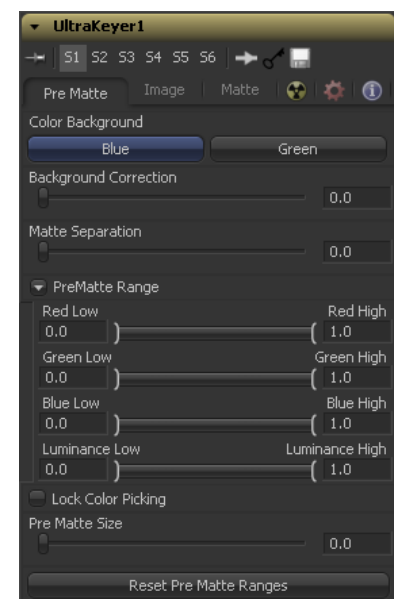 UltraKeyer1
S1 S2 S3 S4 S5 S6
Pre Matte Image Matte
Color Background
Blue Green
Background Correction
0.0
Matte Separation
0.0
PreMatte Range
Red Low Red High
0.0 1.0
Green Low Green High
0.0 1.0
Blue Low Blue High
0.0 1.0
Luminance Low Luminance High
0.0 1.0
Lock Color Picking
Pre Matte Size
0.0
Reset Pre Matte Ranges